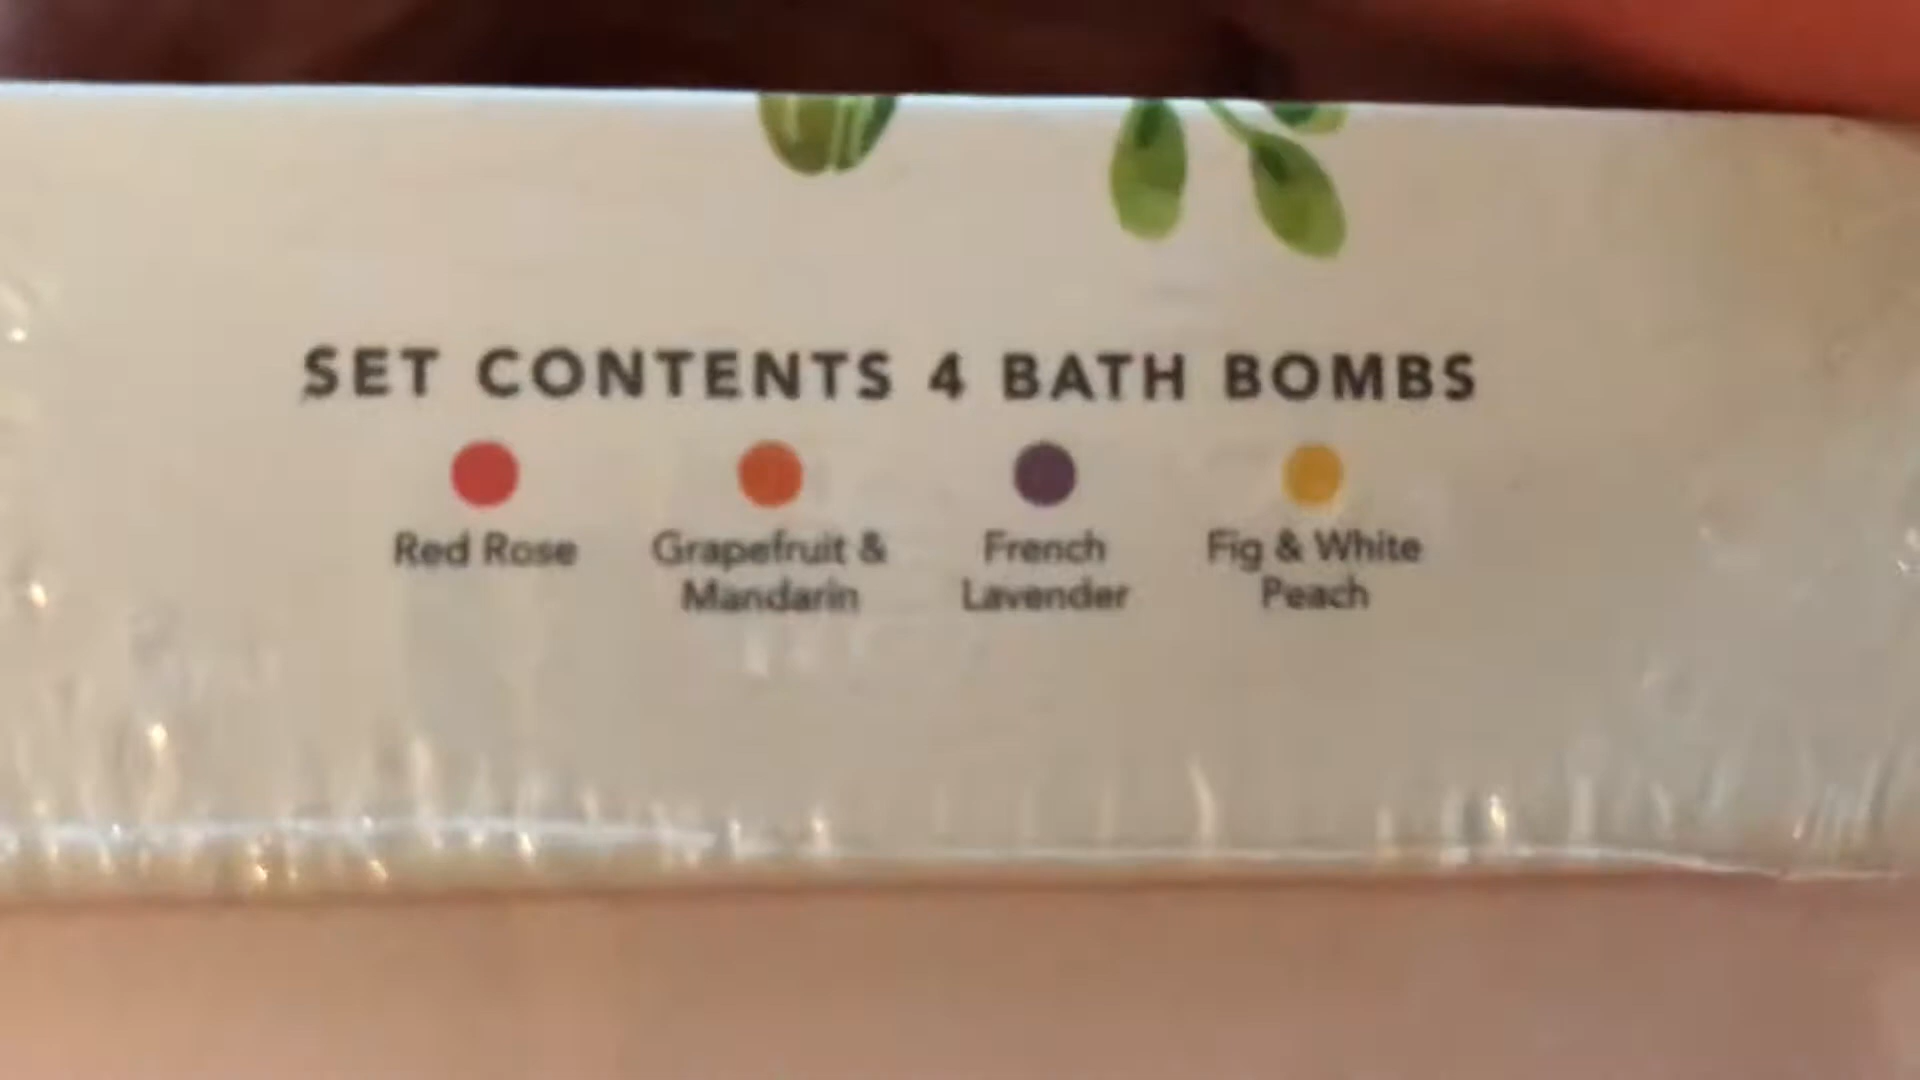 SET CONTENTS 4 BATH BOMBS
Red Rose
Grapefruit &
Mandarin
French
Lavender
Fig & White
Peach